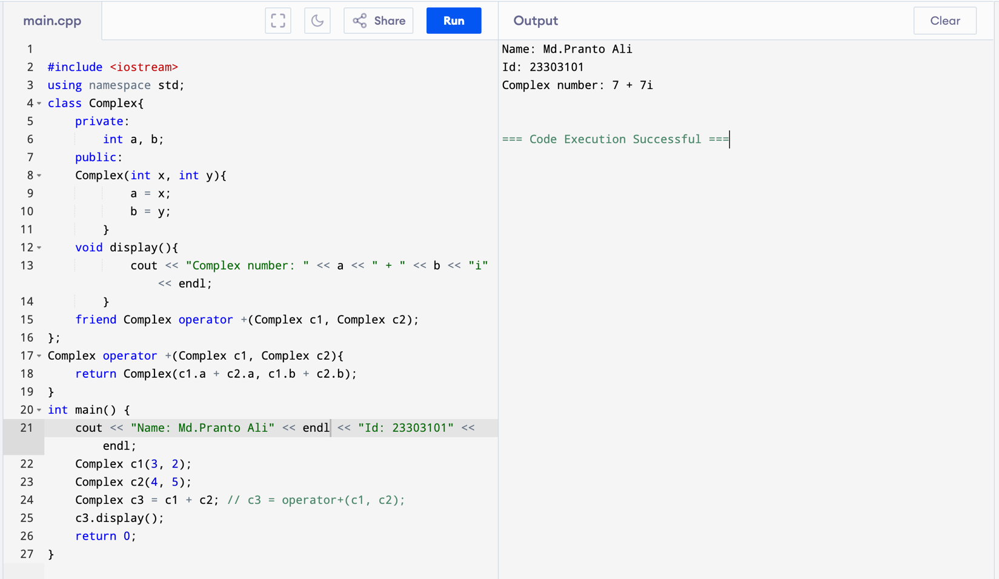 main.cpp
Share
Run
Output
Clear
1
2 #include <iostream>
3 using namespace std;
4 class Complex{
5     private:
6         int a, b;
7     public:
8     Complex(int x, int y){
9             a = x;
10             b = y;
11         }
12     void display(){
13             cout << "Complex number: " << a << " + " << b << "i"
                << endl;
14         }
15     friend Complex operator +(Complex c1, Complex c2);
16 };
17 Complex operator +(Complex c1, Complex c2){
18     return Complex(c1.a + c2.a, c1.b + c2.b);
19 }
20 int main() {
21     cout << "Name: Md.Pranto Ali" << endl << "Id: 23303101" <<
        endl;
22     Complex c1(3, 2);
23     Complex c2(4, 5);
24     Complex c3 = c1 + c2; // c3 = operator+(c1, c2);
25     c3.display();
26     return 0;
27 }
Name: Md.Pranto Ali
Id: 23303101
Complex number: 7 + 7i
=== Code Execution Successful ===